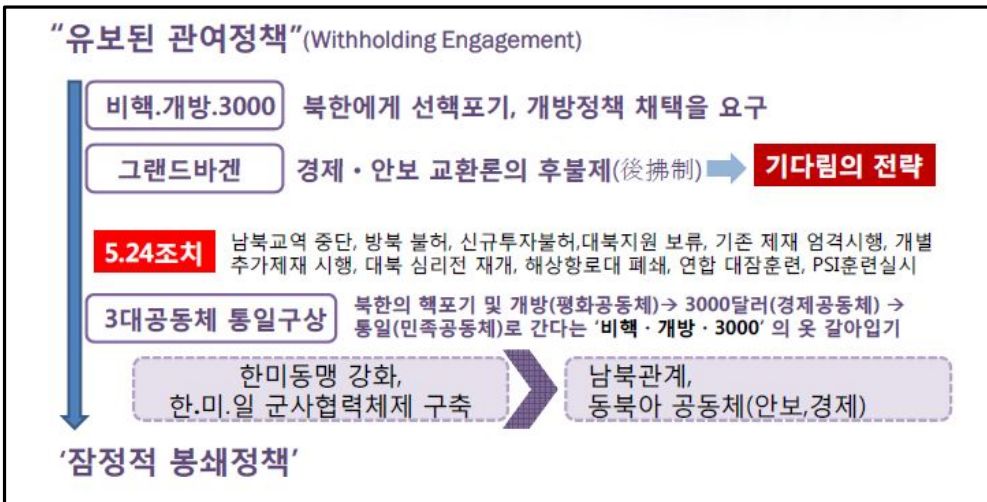 “유보된 관여정책”(Withholding Engagement)
비핵.개방.3000 북한에게 선핵포기, 개방정책 채택을 요구
그랜드바겐 경제・안보 교환론의 후불제(後拂制) 기다림의 전략
5.24조치
남북교역 중단, 방북 불허, 신규투자불허,대북지원 보류, 기존 제재 엄격시행, 개별
추가제재 시행, 대북 심리전 재개, 해상항로대 폐쇄, 연합 대잠훈련, PSI훈련실시
3대공동체 통일구상
북한의 핵포기 및 개방(평화공동체)→ 3000달러(경제공동체) →
통일(민족공동체)로 간다는 ‘비핵・개방・3000’ 의 옷 갈아입기
한미동맹 강화,
한.미.일 군사협력체제 구축
남북관계,
동북아 공동체(안보,경제)
‘잠정적 봉쇄정책’